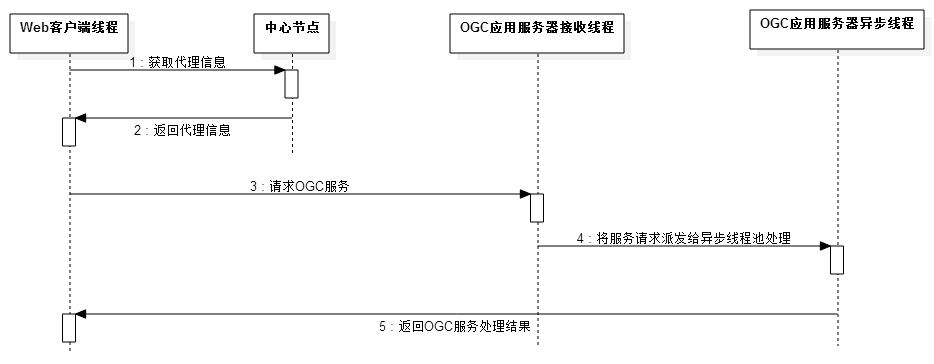 Web客户端线程
中心节点
OGC应用服务器接收线程
OGC应用服务器异步线程
1 : 获取代理信息
2 : 返回代理信息
3 : 请求OGC服务
4 : 将服务请求派发给异步线程池处理
5 : 返回OGC服务处理结果